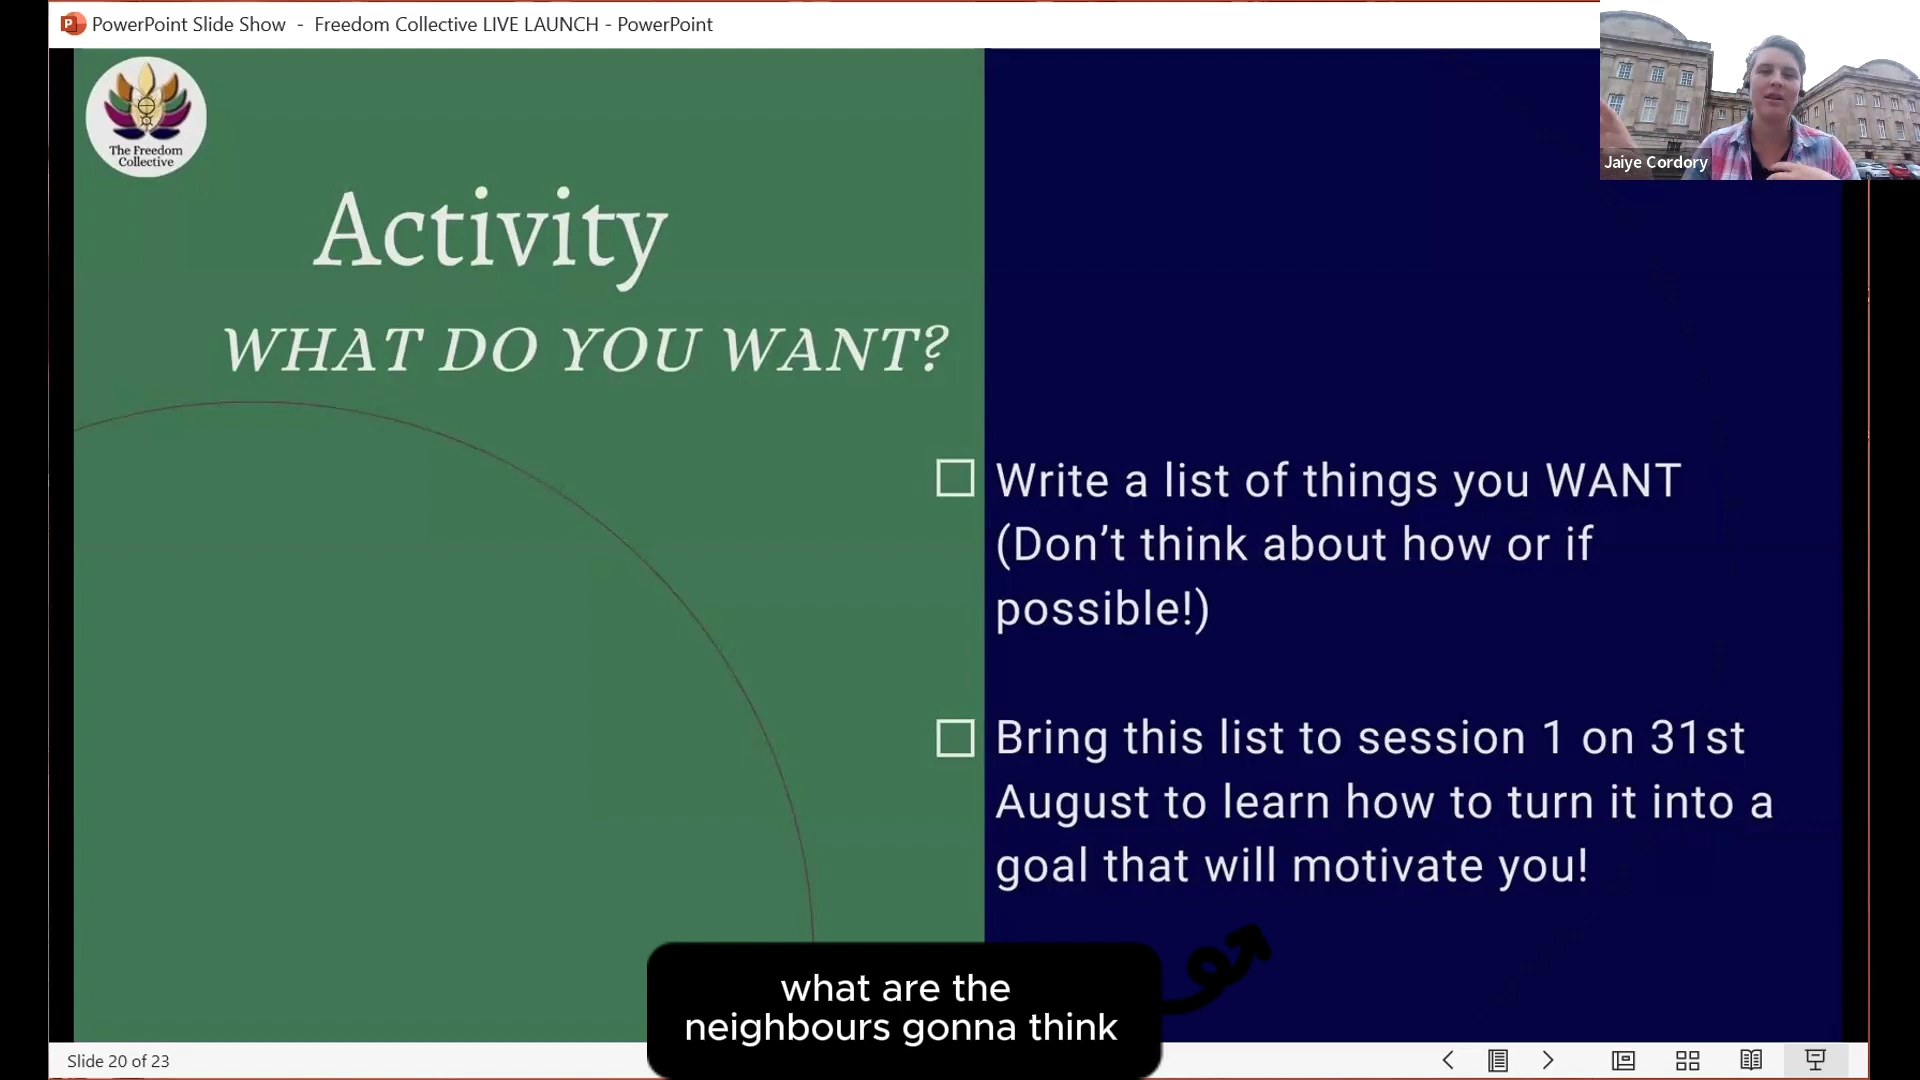 PowerPoint Slide Show - Freedom Collective LIVE LAUNCH - PowerPoint
The Freedom
Collective
Jaiye Cordory
Activity
WHAT DO YOU WANT?
Write a list of things you WANT
(Don’t think about how or if
possible!)
Bring this list to session 1 on 31st
August to learn how to turn it into a
goal that will motivate you!
what are the
neighbours gonna think
Slide 20 of 23